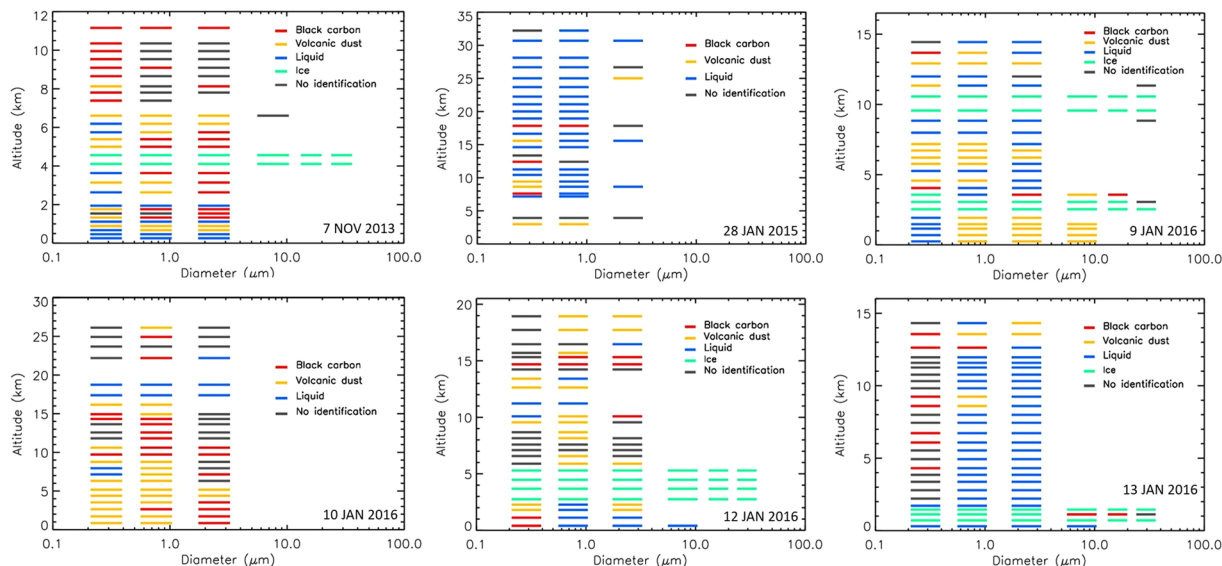 12
10
8
6
4
2
0
Altitude (km)
Black carbon
Volcanic dust
Liquid
Ice
No identification
7 NOV 2013
0.1
1.0
10.0
100.0
Diameter (μm)
35
30
25
20
15
10
5
0
Altitude (km)
Black carbon
Volcanic dust
Liquid
No identification
28 JAN 2015
0.1
1.0
10.0
100.0
Diameter (μm)
15
10
5
0
Altitude (km)
Black carbon
Volcanic dust
Liquid
Ice
No identification
9 JAN 2016
0.1
1.0
10.0
100.0
Diameter (μm)
30
25
20
15
10
5
0
Altitude (km)
Black carbon
Volcanic dust
Liquid
No identification
10 JAN 2016
0.1
1.0
10.0
100.0
Diameter (μm)
20
15
10
5
0
Altitude (km)
Black carbon
Volcanic dust
Liquid
Ice
No identification
12 JAN 2016
0.1
1.0
10.0
100.0
Diameter (μm)
15
10
5
0
Altitude (km)
Black carbon
Volcanic dust
Liquid
Ice
No identification
13 JAN 2016
0.1
1.0
10.0
100.0
Diameter (μm)